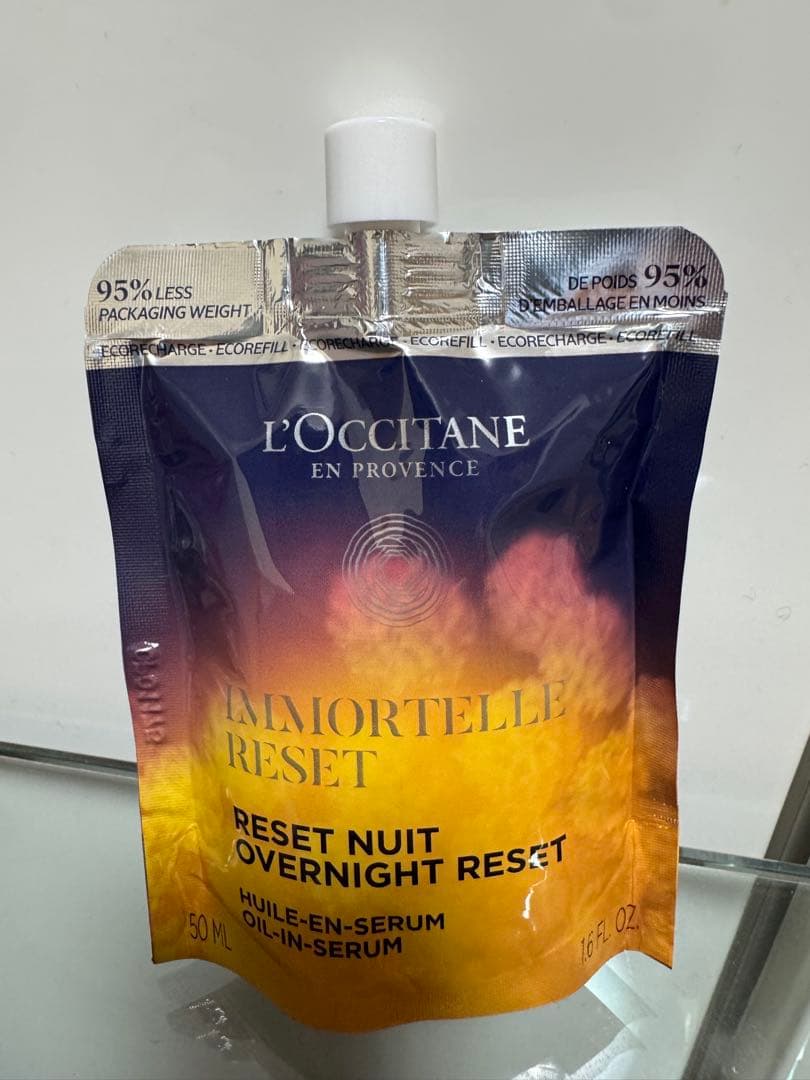 95% LESS
PACKAGING WEIGHT
DE POIDS 95%
D'EMBALLAGE EN MOINS
ECORECHARGE · ECOREFILL · ECORECHARGE · ECOREFILL · ECORECHARGE · ECOREFILL
L'OCCITANE
EN PROVENCE
IMMORTELLE
RESET
RESET NUIT
OVERNIGHT RESET
HUILE-EN-SERUM
OIL-IN-SERUM
50 ML
1.6 FL. OZ.